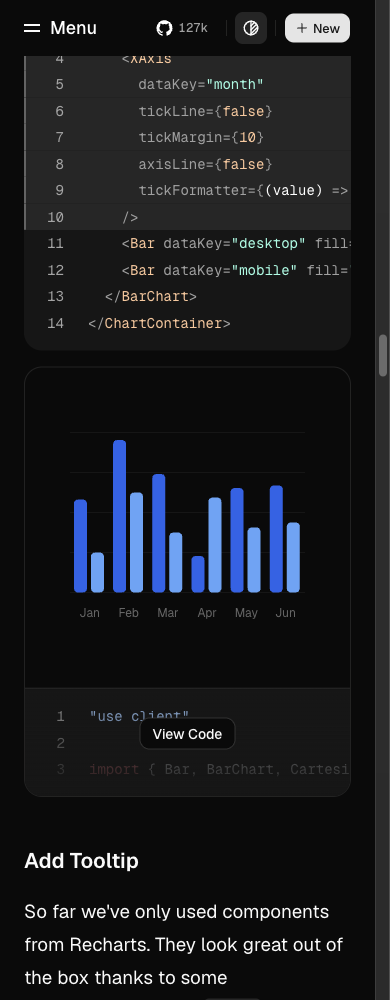 Menu 127k + New
4 <XAxis
5 dataKey="month"
6 tickLine={false}
7 tickMargin={10}
8 axisLine={false}
9 tickFormatter={(value) =>
10 />
11 <Bar dataKey="desktop" fill=
12 <Bar dataKey="mobile" fill="
13 </BarChart>
14 </ChartContainer>
Jan Feb Mar Apr May Jun
1 "use client"
View Code
2
3 import { Bar, BarChart, Cartesi
Add Tooltip
So far we've only used components
from Recharts. They look great out of
the box thanks to some